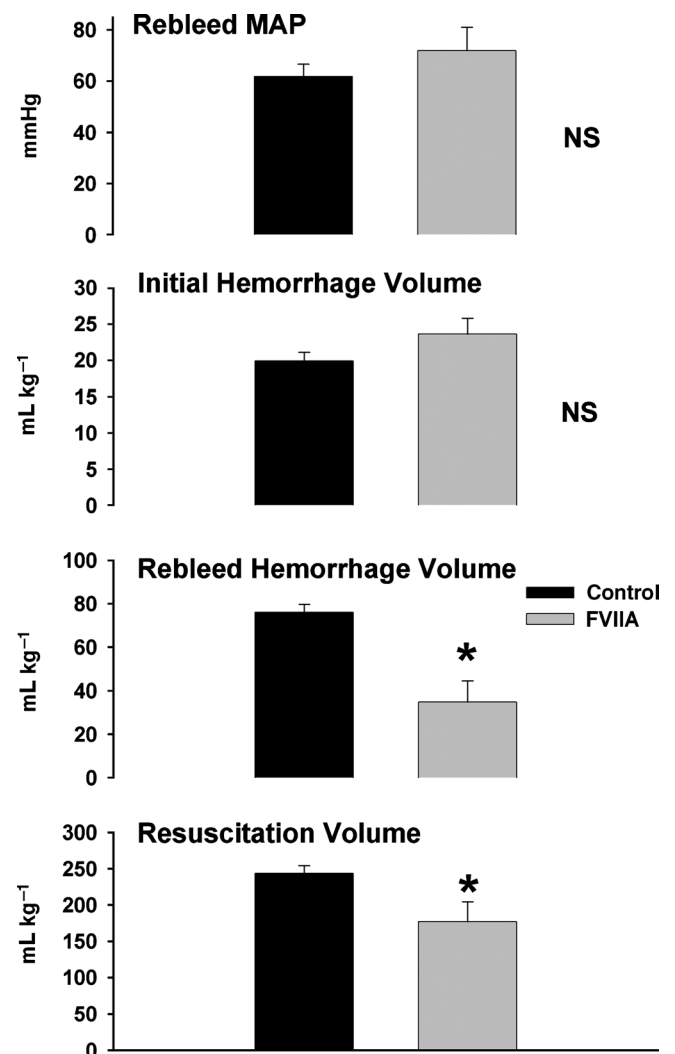 Rebleed MAP
80
60
40
20
0
mmHg
NS
Initial Hemorrhage Volume
30
25
20
15
10
5
0
mL kg⁻¹
NS
Rebleed Hemorrhage Volume
100
80
60
40
20
0
mL kg⁻¹
*
Control
FVIIA
Resuscitation Volume
300
250
200
150
100
50
0
mL kg⁻¹
*